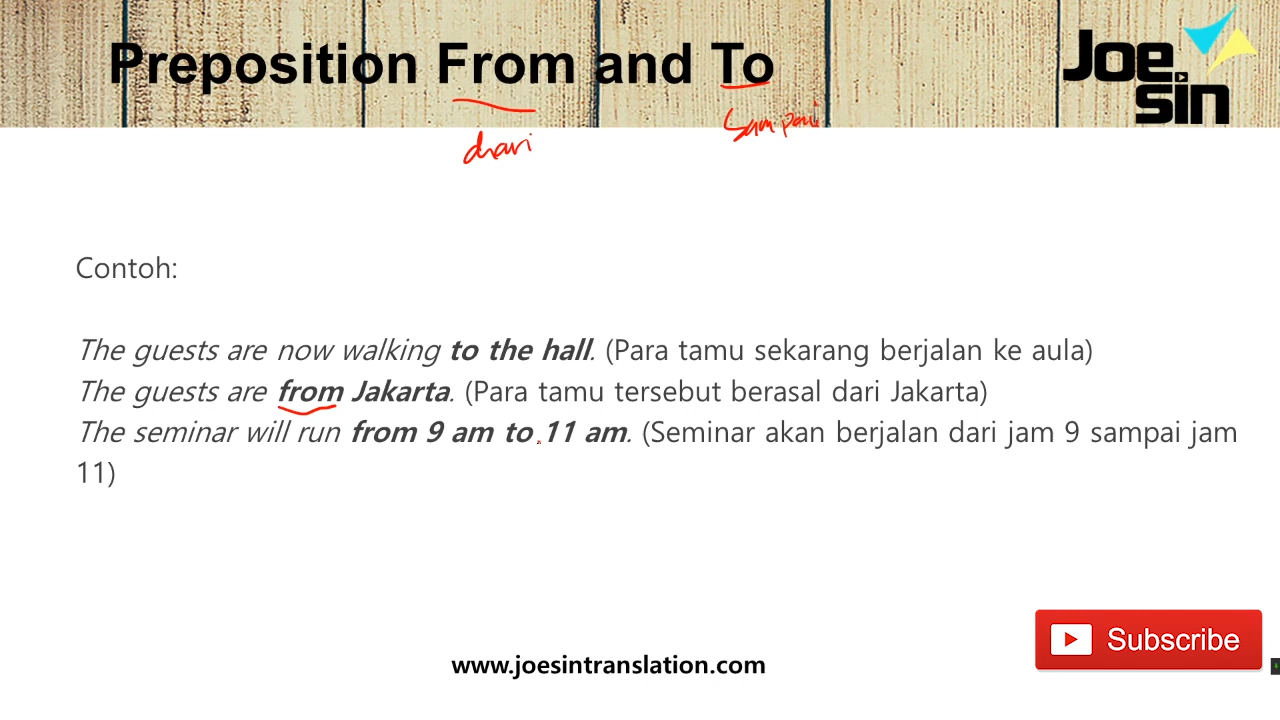 Preposition From and To
Joe
sin
dari
sampai
Contoh:
The guests are now walking to the hall. (Para tamu sekarang berjalan ke aula)
The guests are from Jakarta. (Para tamu tersebut berasal dari Jakarta)
The seminar will run from 9 am to 11 am. (Seminar akan berjalan dari jam 9 sampai jam
11)
Subscribe
www.joesintranslation.com